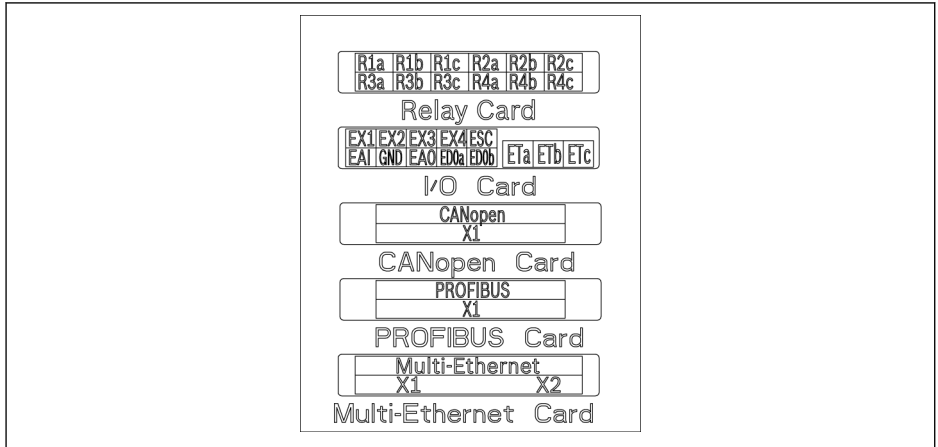 R1a R1b R1c R2a R2b R2c
R3a R3b R3c R4a R4b R4c
Relay Card
EX1 EX2 EX3 EX4 ESC
EAI GND EAO EDOa EDOb ETa ETb ETc
I/O Card
CANopen
X1
CANopen Card
PROFIBUS
X1
PROFIBUS Card
Multi-Ethernet
X1 X2
Multi-Ethernet Card